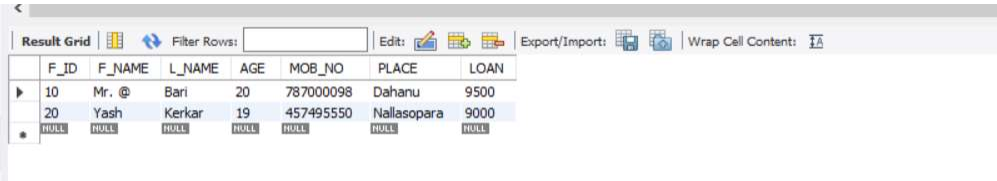 Result Grid Filter Rows: Edit: Export/Import: Wrap Cell Content: IA
F_ID F_NAME L_NAME AGE MOB_NO PLACE LOAN
10 Mr. @ Bari 20 787000098 Dahanu 9500
20 Yash Kerkar 19 457495550 Nallasopara 9000
NULL NULL NULL NULL NULL NULL NULL